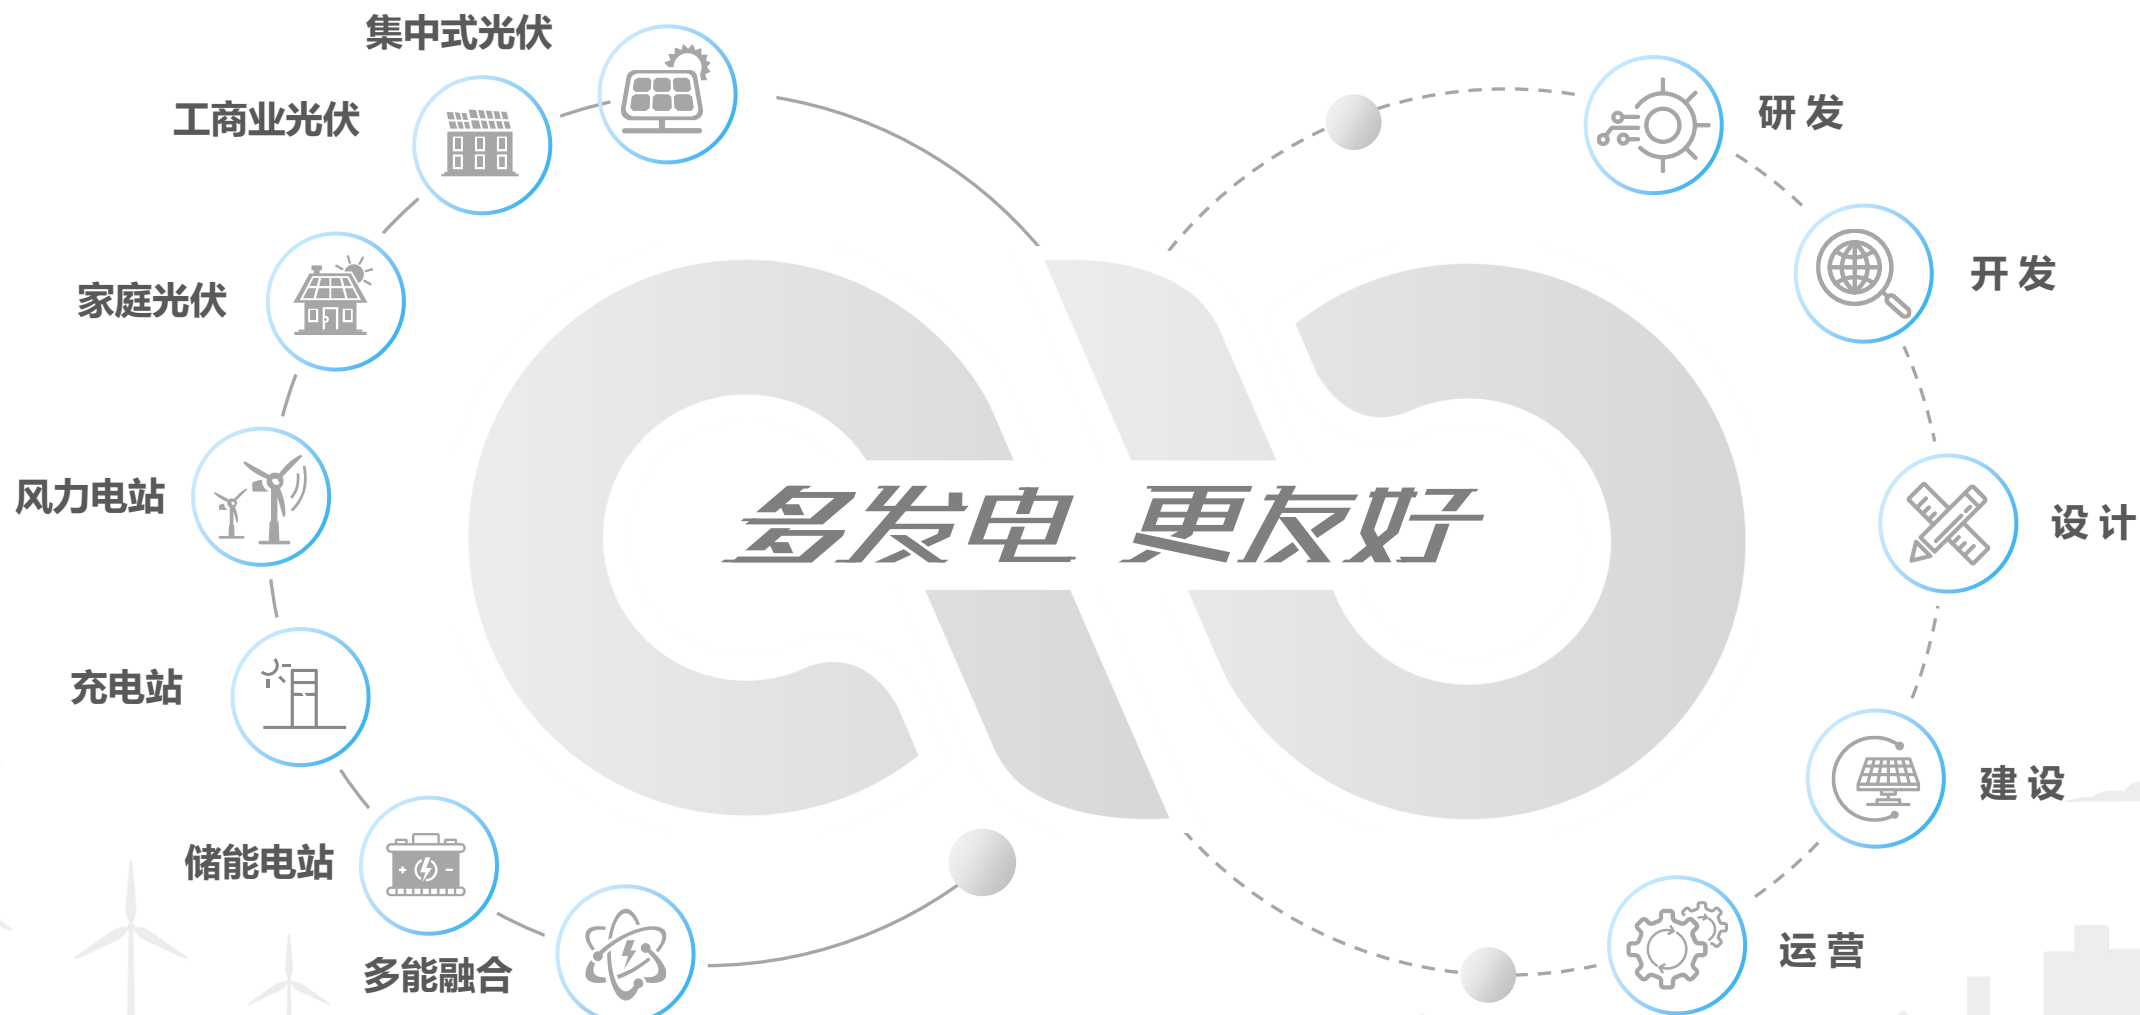 集中式光伏
工商业光伏
家庭光伏
风力电站
充电站
储能电站
多能融合
多发电 更友好
研 发
开 发
设 计
建 设
运 营